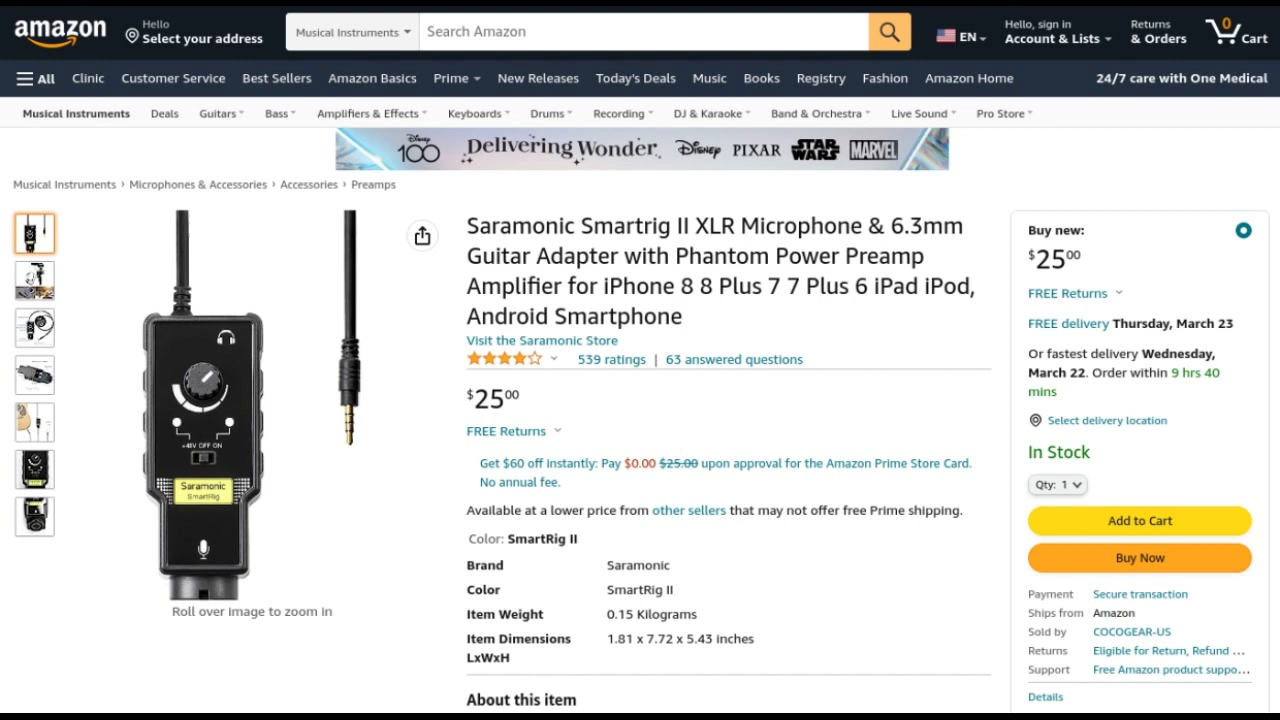 amazon
Hello
Select your address
Musical Instruments
Search Amazon
EN
Hello, sign in
Account & Lists
Returns
& Orders
0
Cart
All
Clinic
Customer Service
Best Sellers
Amazon Basics
Prime
New Releases
Today's Deals
Music
Books
Registry
Fashion
Amazon Home
24/7 care with One Medical
Musical Instruments
Deals
Guitars
Bass
Amplifiers & Effects
Keyboards
Drums
Recording
DJ & Karaoke
Band & Orchestra
Live Sound
Pro Store
Disney
100
Delivering Wonder
Disney
PIXAR
STAR
WARS
MARVEL
Musical Instruments › Microphones & Accessories › Accessories › Preamps
+48V OFF ON
Saramonic
SmartRig
Roll over image to zoom in
Saramonic Smartrig II XLR Microphone & 6.3mm
Guitar Adapter with Phantom Power Preamp
Amplifier for iPhone 8 8 Plus 7 7 Plus 6 iPad iPod,
Android Smartphone
Visit the Saramonic Store
539 ratings | 63 answered questions
$2500
FREE Returns
Get $60 off instantly: Pay $0.00 $25.00 upon approval for the Amazon Prime Store Card.
No annual fee.
Available at a lower price from other sellers that may not offer free Prime shipping.
Color: SmartRig II
Brand Saramonic
Color SmartRig II
Item Weight 0.15 Kilograms
Item Dimensions 1.81 x 7.72 x 5.43 inches
LxWxH
About this item
Buy new:
$2500
FREE Returns
FREE delivery Thursday, March 23
Or fastest delivery Wednesday,
March 22. Order within 9 hrs 40
mins
Select delivery location
In Stock
Qty: 1
Add to Cart
Buy Now
Payment Secure transaction
Ships from Amazon
Sold by COCOGEAR-US
Returns Eligible for Return, Refund ...
Support Free Amazon product suppo...
Details